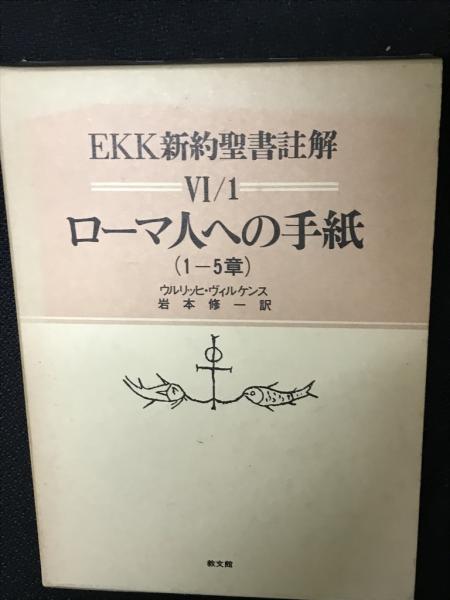 EKK新約聖書註解
VI/1
ローマ人への手紙
(1－5章)
ウルリッヒ・ヴィルケンス
岩本修一訳
教文館